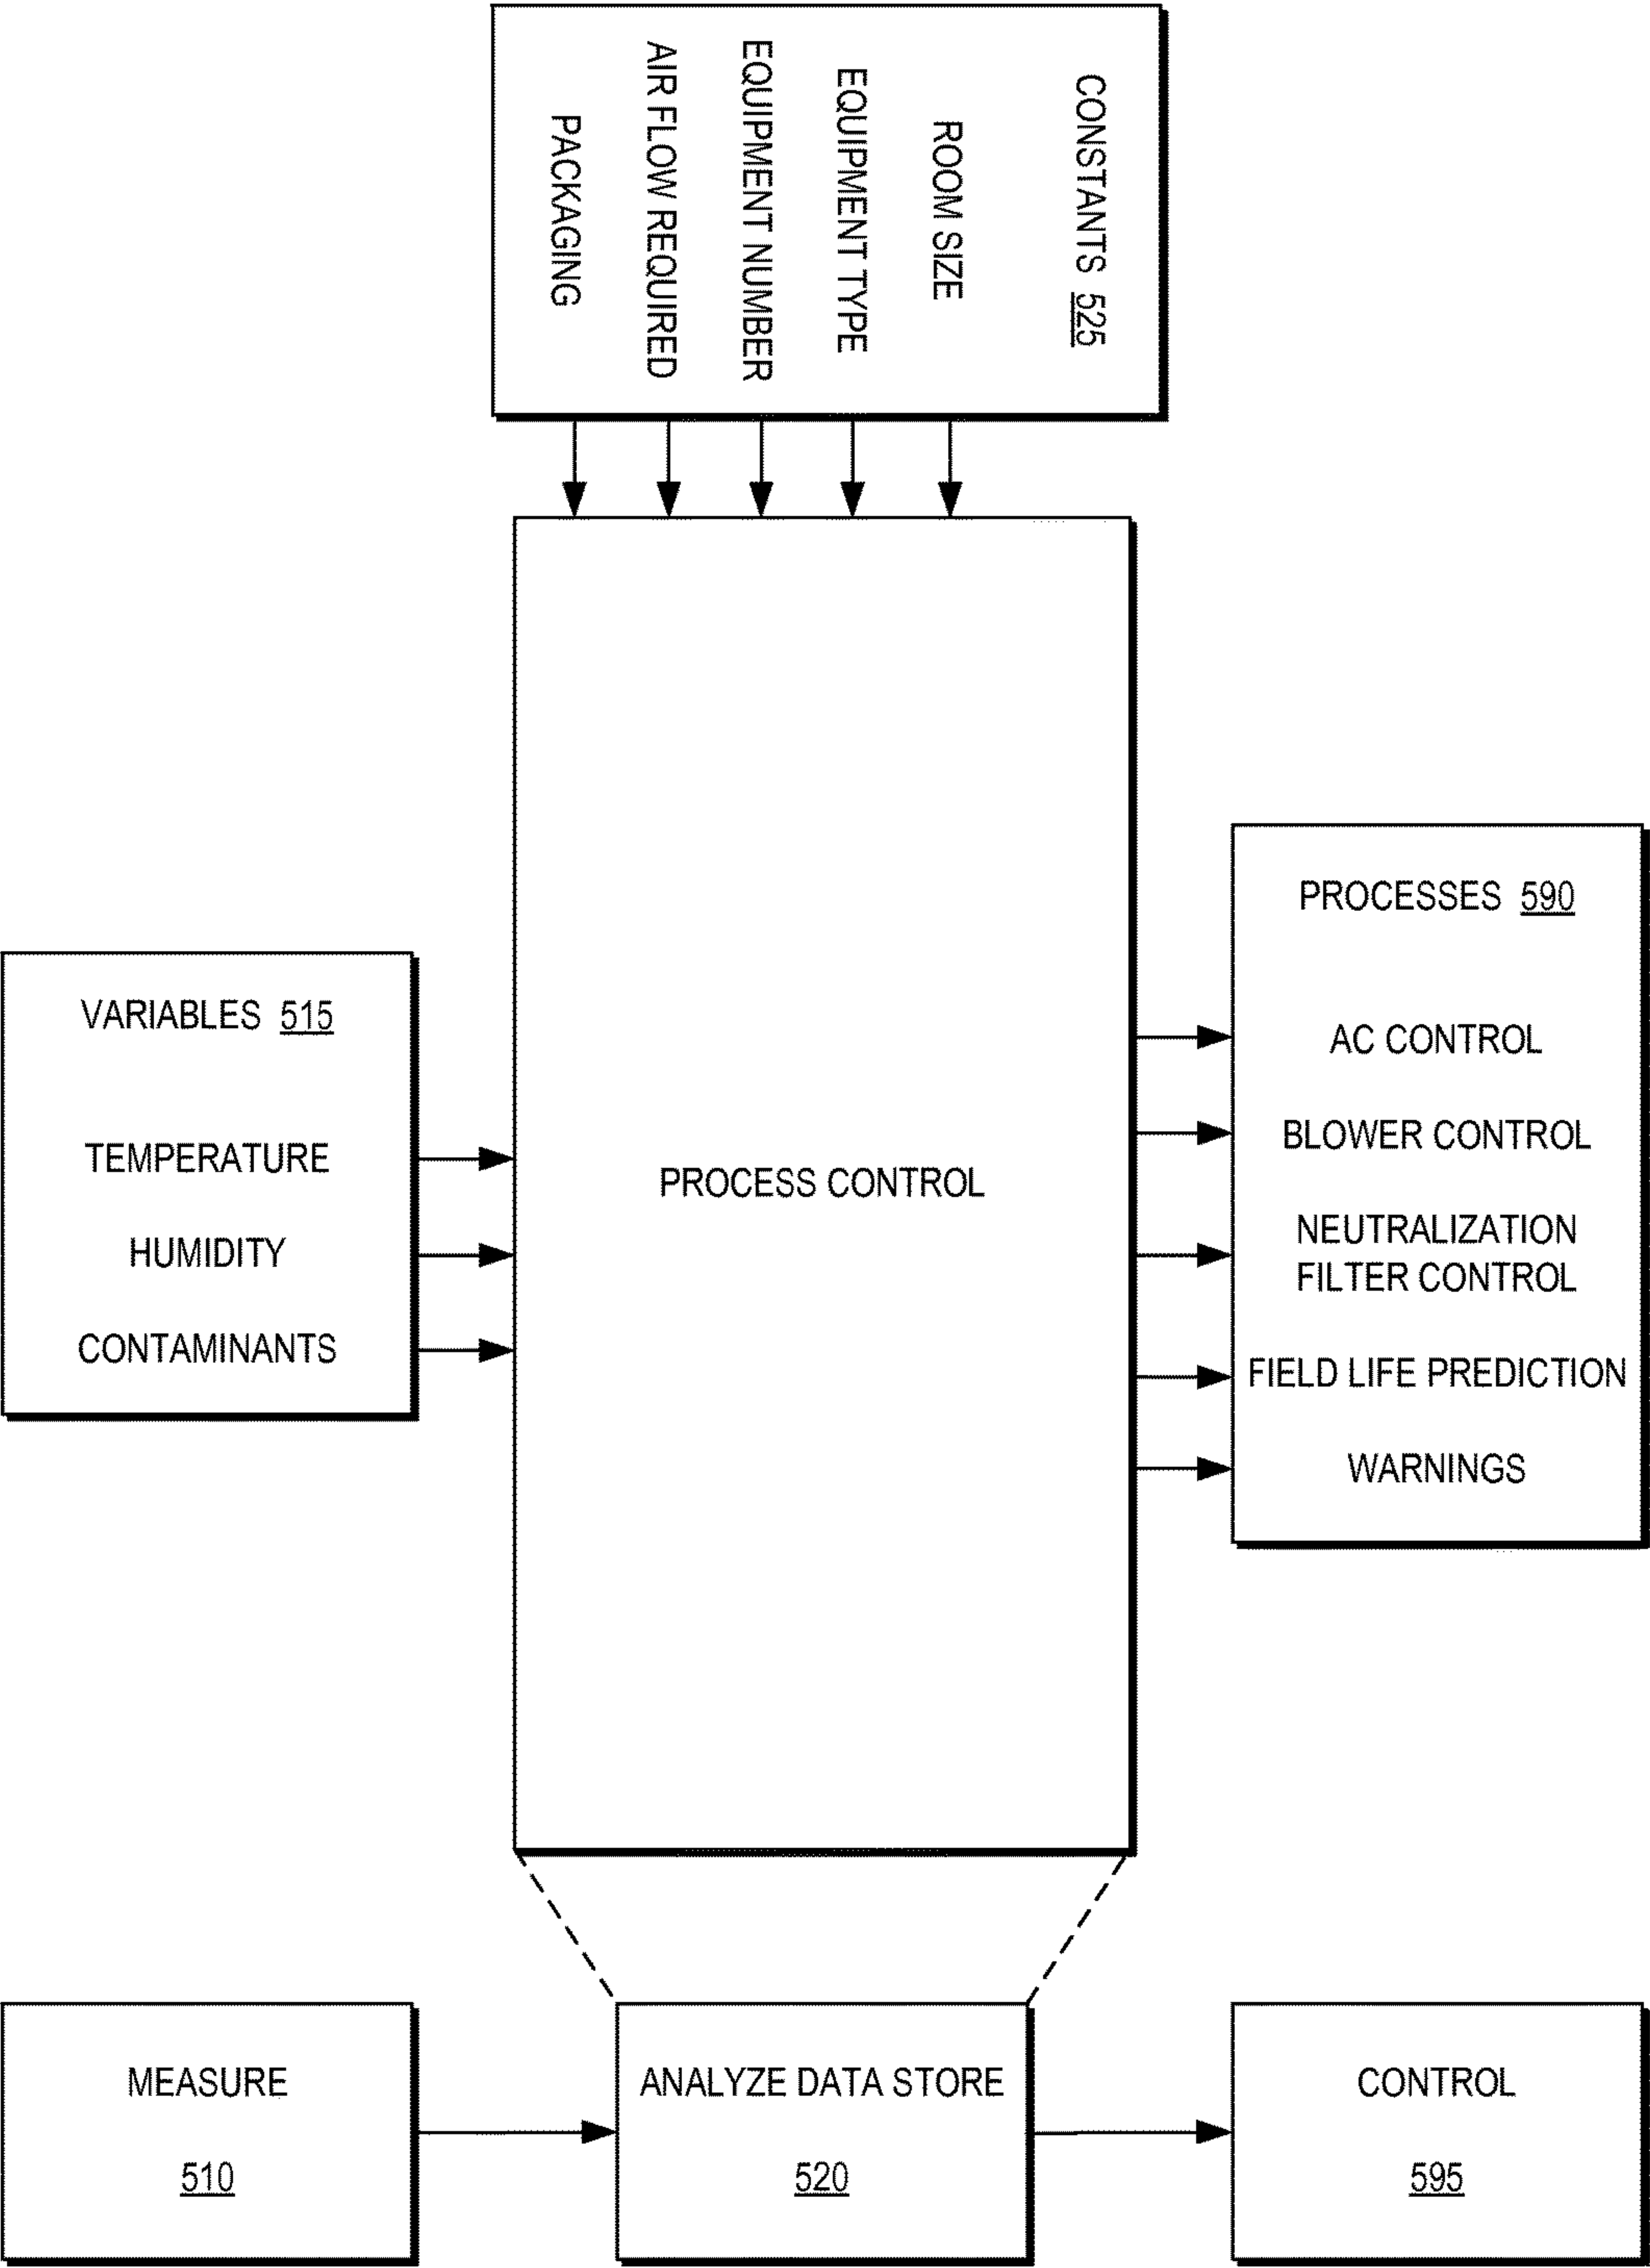 CONSTANTS 525
ROOM SIZE
EQUIPMENT TYPE
EQUIPMENT NUMBER
AIR FLOW REQUIRED
PACKAGING
VARIABLES 515
TEMPERATURE
HUMIDITY
CONTAMINANTS
PROCESS CONTROL
PROCESSES 590
AC CONTROL
BLOWER CONTROL
NEUTRALIZATION
FILTER CONTROL
FIELD LIFE PREDICTION
WARNINGS
MEASURE
510
ANALYZE DATA STORE
520
CONTROL
595